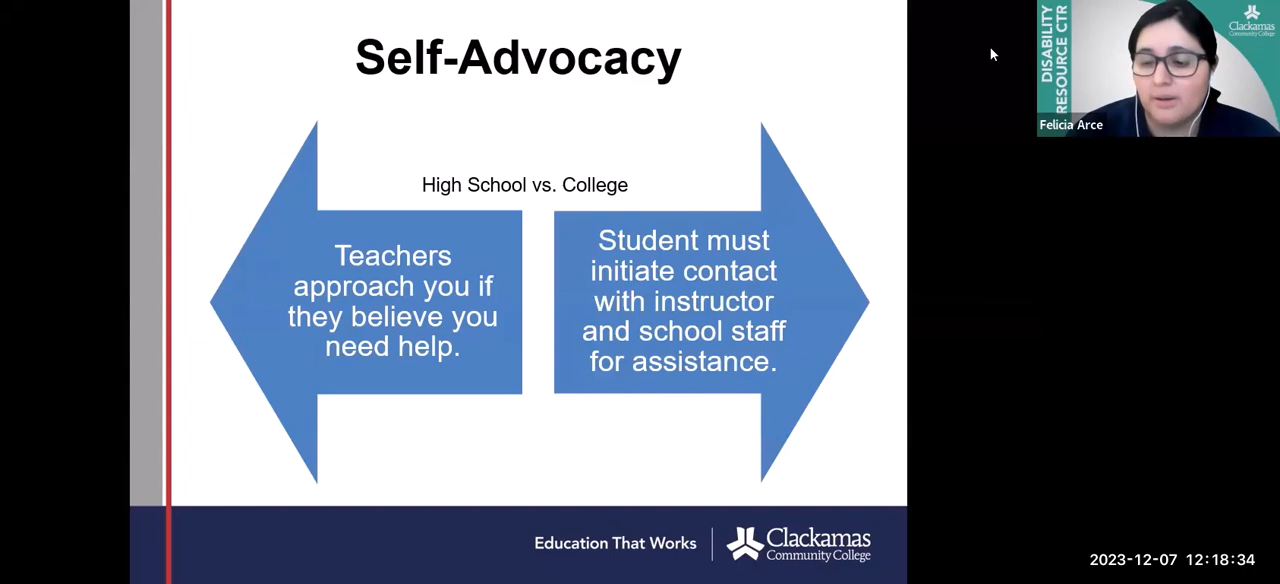 Self-Advocacy
High School vs. College
Teachers
approach you if
they believe you
need help.
Student must
initiate contact
with instructor
and school staff
for assistance.
Education That Works
Clackamas
Community College
DISABILITY
RESOURCE CTR
Clackamas
Community College
Felicia Arce
2023-12-07 12:18:34